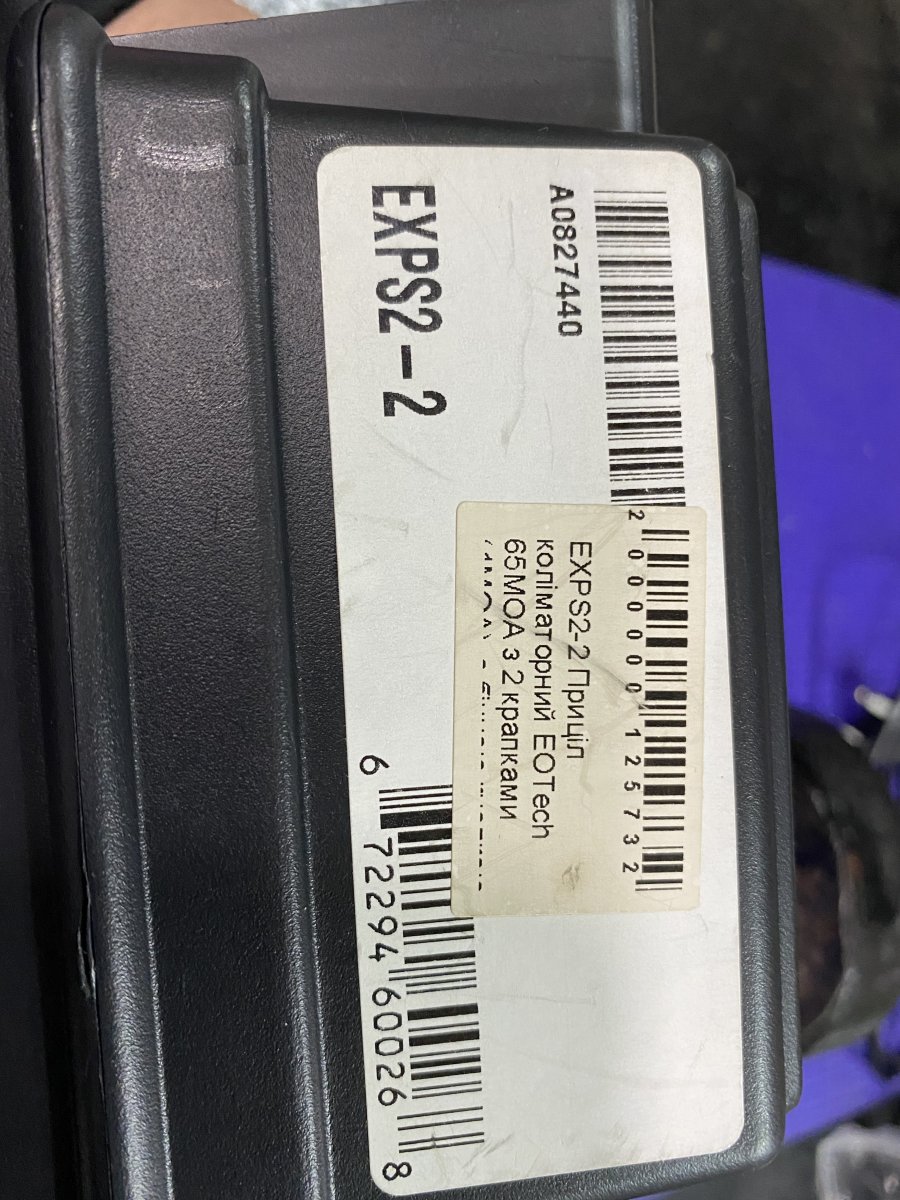 A0827440
EXPS2-2
2 000000 125732
EXPS2-2 Приціл
коліматорний EOTech
65MOA з 2 крапками
6 72294 60026 8